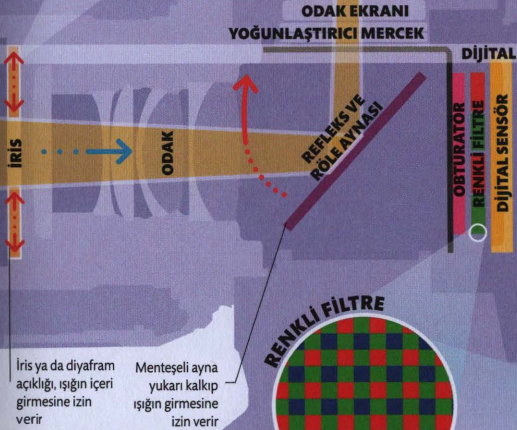 ODAK EKRANI
YOĞUNLAŞTIRICI MERCEK
DİJİTAL
İRİS
ODAK
REFLEKS VE
RÖLE AYNASI
OBTURATÖR
RENKLİ FİLTRE
DİJİTAL SENSÖR
RENKLİ FİLTRE
İris ya da diyafram
açıklığı, ışığın içeri
girmesine izin
verir
Menteşeli ayna
yukarı kalkıp
ışığın girmesine
izin verir